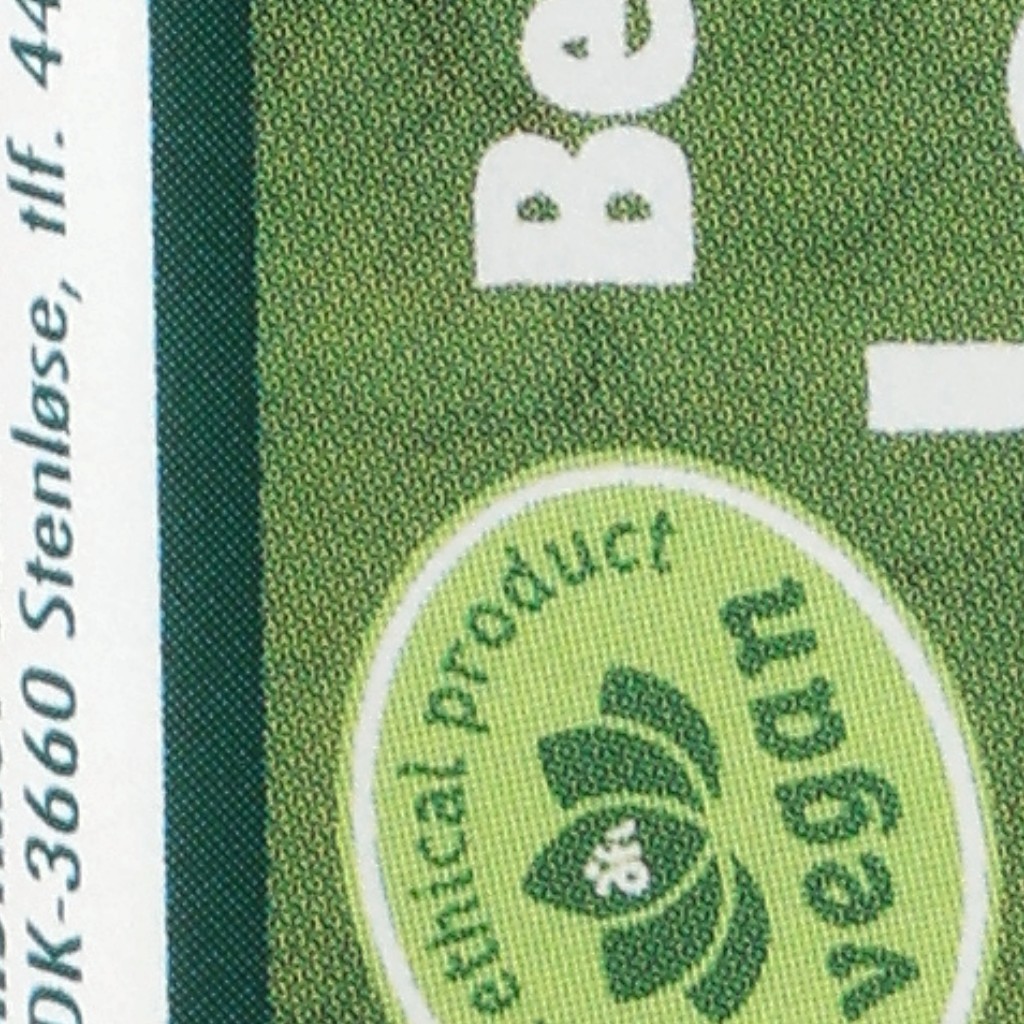 DK-3660 Stenløse, tlf. 44
Be
ethical product
vegan